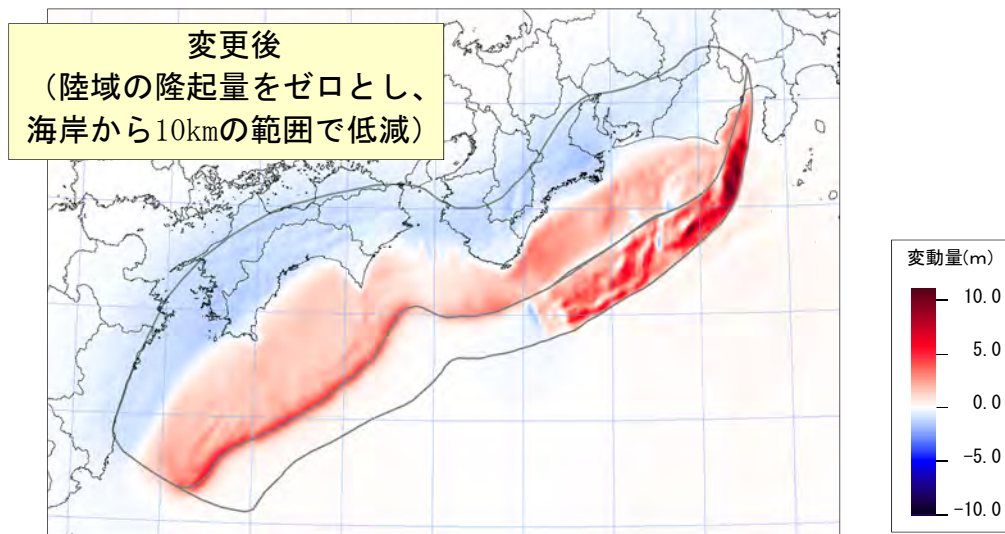 変更後
（陸域の隆起量をゼロとし、
海岸から10kmの範囲で低減）
変動量(m)
10.0
5.0
0.0
-5.0
-10.0